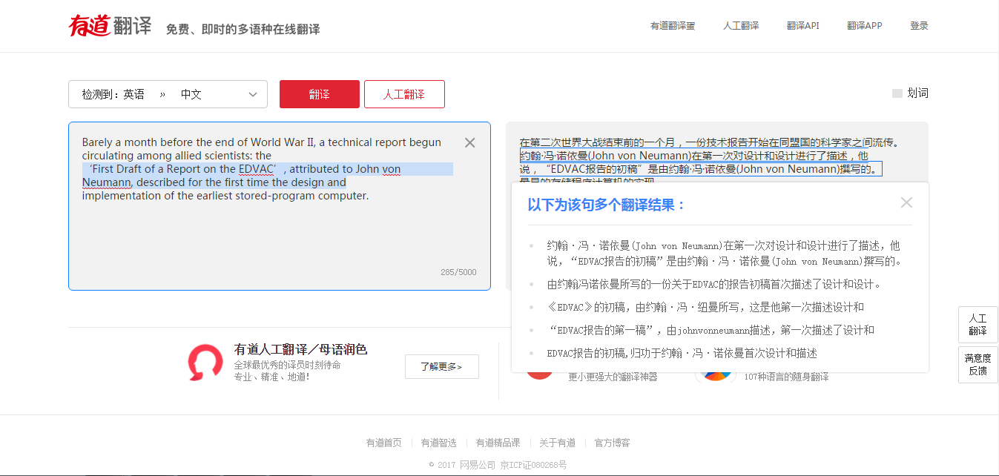 有道翻译 免费、即时的多语种在线翻译
有道翻译蛋 人工翻译 翻译API 翻译APP 登录
检测到：英语 » 中文 翻译 人工翻译 划词
Barely a month before the end of World War II, a technical report begun
circulating among allied scientists: the
‘First Draft of a Report on the EDVAC’, attributed to John von
Neumann, described for the first time the design and
implementation of the earliest stored-program computer.
285/5000
在第二次世界大战结束前的一个月，一份技术报告开始在同盟国的科学家之间流传。
约翰·冯·诺依曼(John von Neumann)在第一次对设计和设计进行了描述，他
说，“EDVAC报告的初稿”是由约翰·冯·诺依曼(John von Neumann)撰写的。
最早的存储程序计算机的实现
以下为该句多个翻译结果：
约翰·冯·诺依曼(John von Neumann)在第一次对设计和设计进行了描述，他
说，“EDVAC报告的初稿”是由约翰·冯·诺依曼(John von Neumann)撰写的。
由约翰冯诺依曼所写的一份关于EDVAC的报告初稿首次描述了设计和设计。
《EDVAC》的初稿，由约翰·冯·纽曼所写，这是他第一次描述设计和
“EDVAC报告的第一稿”，由johnvonneumann描述，第一次描述了设计和
EDVAC报告的初稿,归功于约翰·冯·诺依曼首次设计和描述
人工
翻译
满意度
反馈
有道人工翻译／母语润色
全球最优秀的译员时刻待命
专业、精准、地道!
了解更多>
更小更强大的翻译神器
107种语言的随身翻译
有道首页 有道智选 有道精品课 关于有道 官方博客
© 2017 网易公司 京ICP证080268号